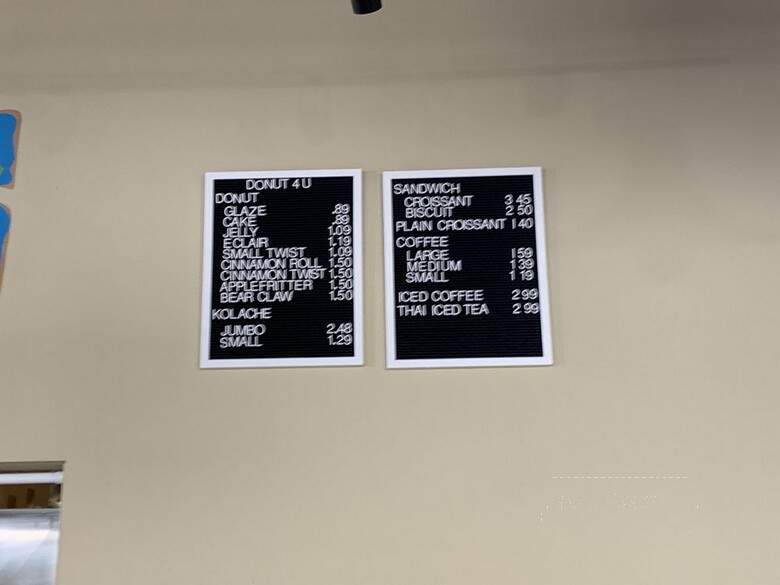 DONUT 4 U
DONUT
GLAZE .89
CAKE .89
JELLY 1.09
ECLAIR 1.19
SMALL TWIST 1.09
CINNAMON ROLL 1.50
CINNAMON TWIST 1.50
APPLEFRITTER 1.50
BEAR CLAW 1.50
KOLACHE
JUMBO 2.48
SMALL 1.29
SANDWICH
CROISSANT 3 45
BISCUIT 2 50
PLAIN CROISSANT 1 40
COFFEE
LARGE 1 59
MEDIUM 1 39
SMALL 1 19
ICED COFFEE 2 99
THAI ICED TEA 2 99